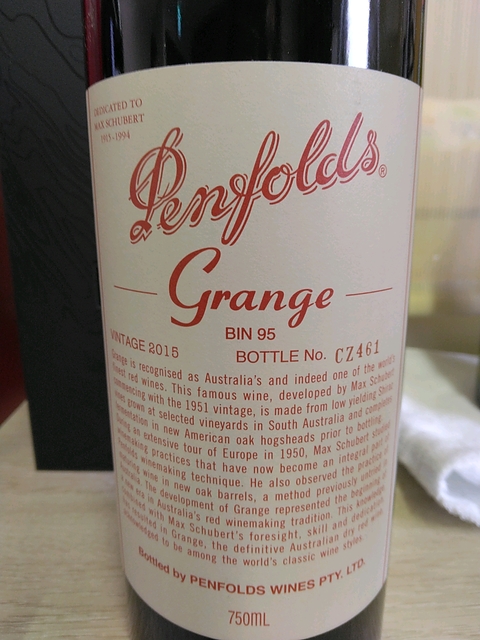 DEDICATED TO
MAX SCHUBERT
1915–1994
Penfolds®
Grange
BIN 95
VINTAGE 2015
BOTTLE No. CZ461
Grange is recognised as Australia's and indeed one of the world's
finest red wines. This famous wine, developed by Max Schubert
commencing with the 1951 vintage, is made from low yielding Shiraz
vines grown at selected vineyards in South Australia and completes
fermentation in new American oak hogsheads prior to bottling.
During an extensive tour of Europe in 1950, Max Schubert studied
winemaking practices that have now become an integral part of
Penfolds winemaking technique. He also observed the practice of
maturing wine in new oak barrels, a method previously untried in
Australia. The development of Grange represented the beginning of
a new era in Australia's red winemaking tradition. This knowledge
combined with Max Schubert's foresight, skill and dedication
has resulted in Grange, the definitive Australian dry red wine,
acknowledged to be among the world's classic wine styles.
Bottled by PENFOLDS WINES PTY. LTD.
750ML